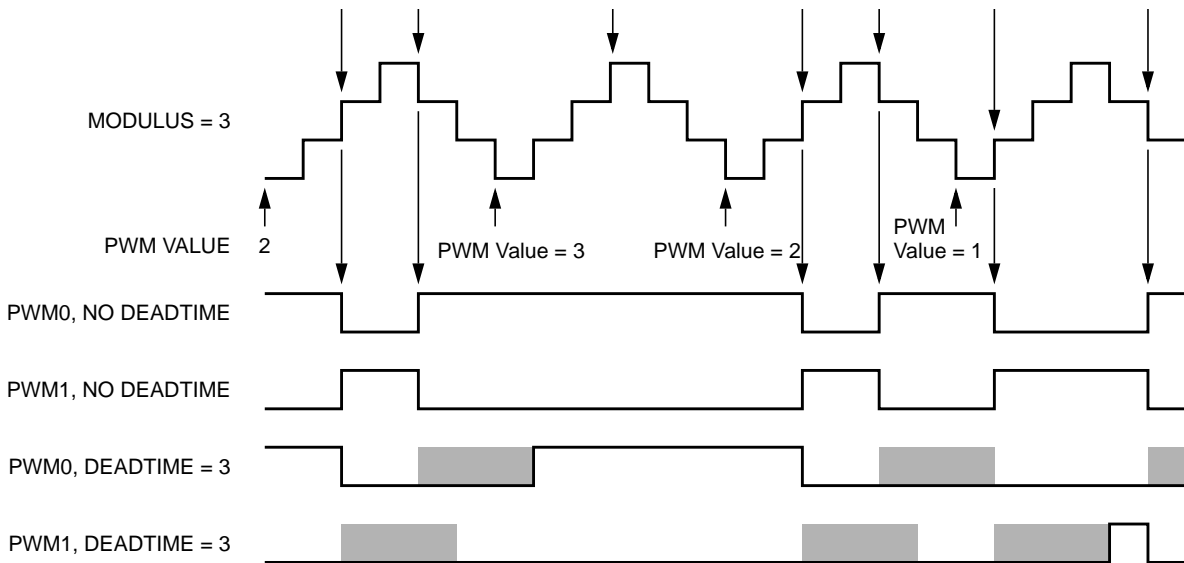 MODULUS = 3
PWM VALUE 2
PWM Value = 3
PWM Value = 2
PWM
Value = 1
PWM0, NO DEADTIME
PWM1, NO DEADTIME
PWM0, DEADTIME = 3
PWM1, DEADTIME = 3